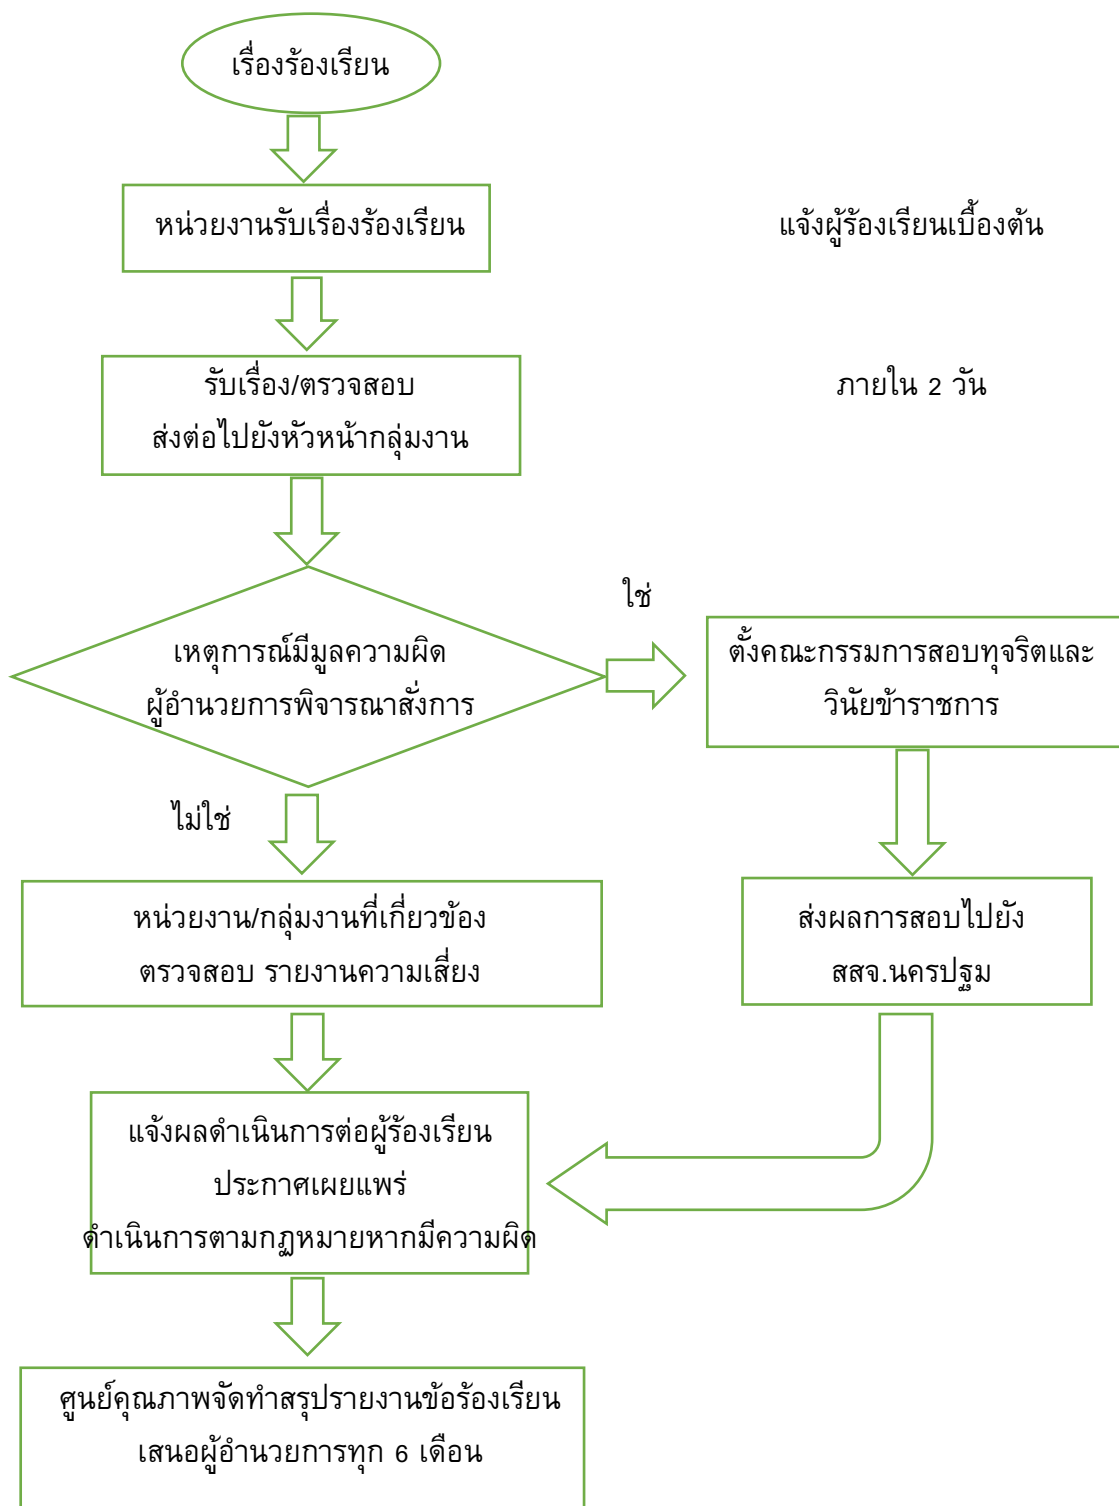 เรื่องร้องเรียน
หน่วยงานรับเรื่องร้องเรียน
แจ้งผู้ร้องเรียนเบื้องต้น
รับเรื่อง/ตรวจสอบ
ภายใน 2 วัน
ส่งต่อไปยังหัวหน้ากลุ่มงาน
ใช่
เหตุการณ์มีมูลความผิด
ผู้อำนวยการพิจารณาสั่งการ
ตั้งคณะกรรมการสอบทุจริตและ
วินัยข้าราชการ
ไม่ใช่
หน่วยงาน/กลุ่มงานที่เกี่ยวข้อง
ตรวจสอบ รายงานความเสี่ยง
ส่งผลการสอบไปยัง
สสจ.นครปฐม
แจ้งผลดำเนินการต่อผู้ร้องเรียน
ประกาศเผยแพร่
ดำเนินการตามกฎหมายหากมีความผิด
ศูนย์คุณภาพจัดทำสรุปรายงานข้อร้องเรียน
เสนอผู้อำนวยการทุก 6 เดือน